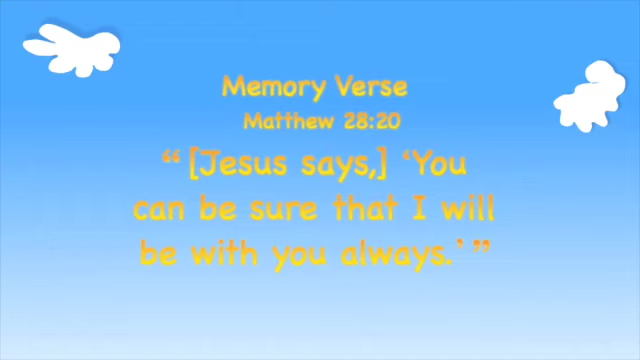 Memory Verse
Matthew 28:20
“[Jesus says,] ‘You
can be sure that I will
be with you always.’”